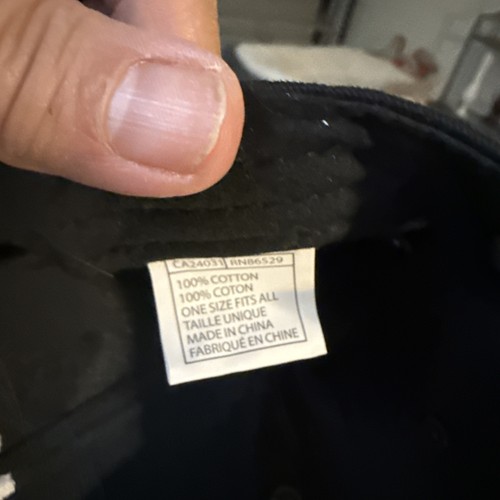 CA24031 RN86529
100% COTTON
100% COTON
ONE SIZE FITS ALL
TAILLE UNIQUE
MADE IN CHINA
FABRIQUÉ EN CHINE